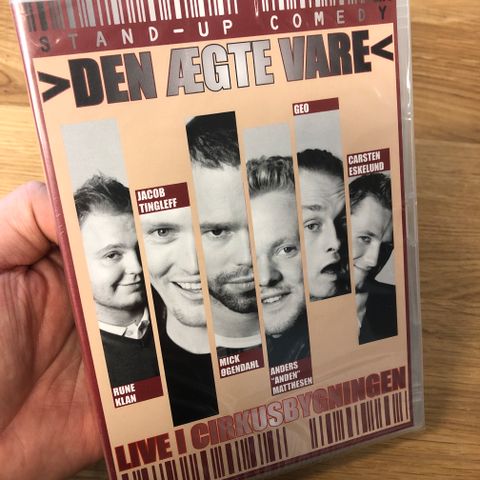 STAND-UP COMEDY
>DEN ÆGTE VARE<
GEO
JACOB
TINGLEFF
CARSTEN
ESKELUND
MICK
ØGENDAHL
RUNE
KLAN
ANDERS
"ANDEN"
MATTHESEN
LIVE I CIRKUSBYGNINGEN